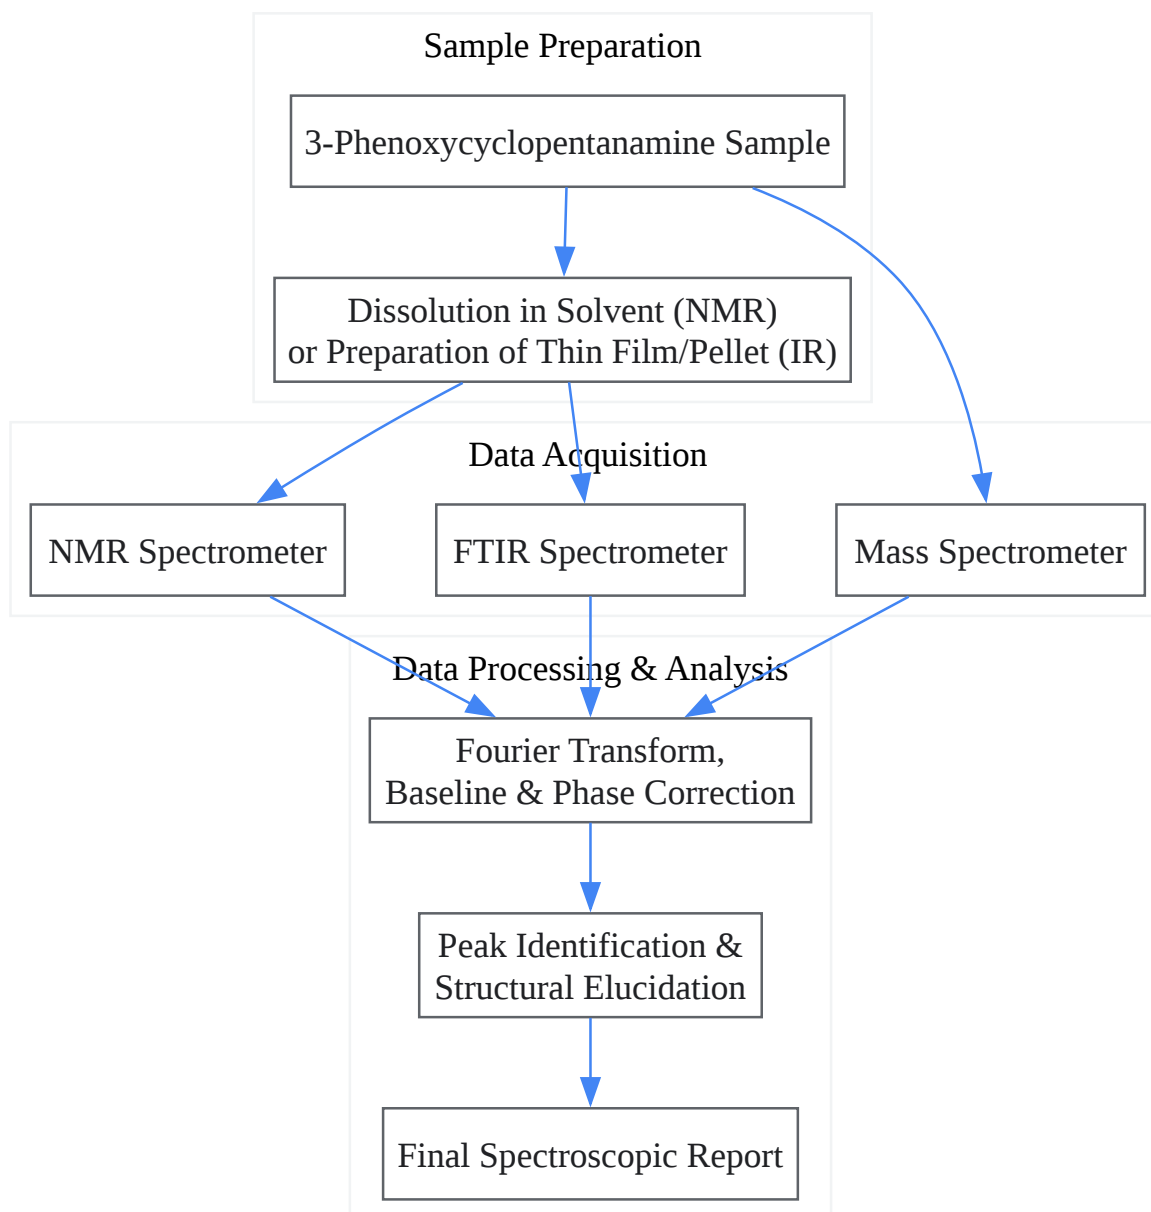 Sample Preparation
3-Phenoxycyclopentanamine Sample
Dissolution in Solvent (NMR)
or Preparation of Thin Film/Pellet (IR)
Data Acquisition
NMR Spectrometer
FTIR Spectrometer
Mass Spectrometer
Data Processing & Analysis
Fourier Transform,
Baseline & Phase Correction
Peak Identification &
Structural Elucidation
Final Spectroscopic Report